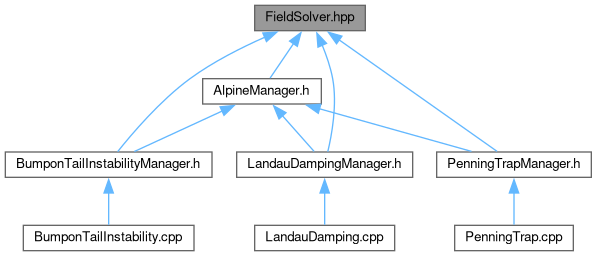 FieldSolver.hpp
AlpineManager.h
BumponTailInstabilityManager.h
LandauDampingManager.h
PenningTrapManager.h
BumponTailInstability.cpp
LandauDamping.cpp
PenningTrap.cpp